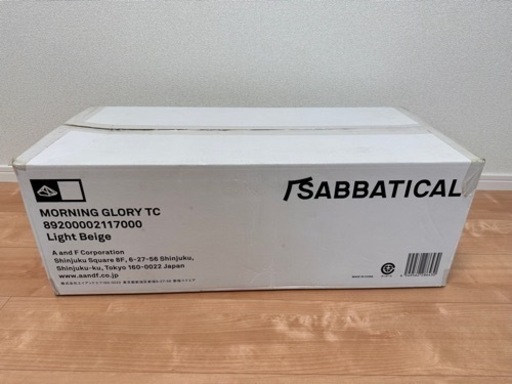 SABBATICAL
MORNING GLORY TC
89200002117000
Light Beige
A and F Corporation
Shinjuku Square 8F, 6-27-56 Shinjuku,
Shinjuku-ku, Tokyo 160-0022 Japan
www.aandf.co.jp